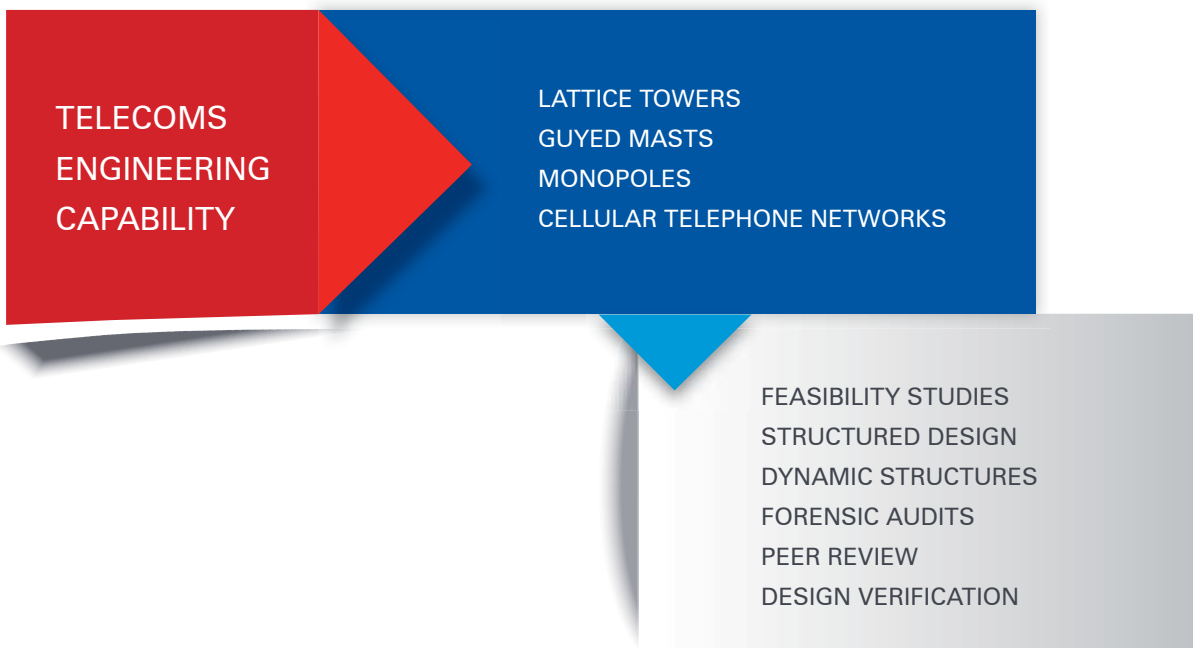 TELECOMS
ENGINEERING
CAPABILITY
LATTICE TOWERS
GUYED MASTS
MONOPOLES
CELLULAR TELEPHONE NETWORKS
FEASIBILITY STUDIES
STRUCTURED DESIGN
DYNAMIC STRUCTURES
FORENSIC AUDITS
PEER REVIEW
DESIGN VERIFICATION